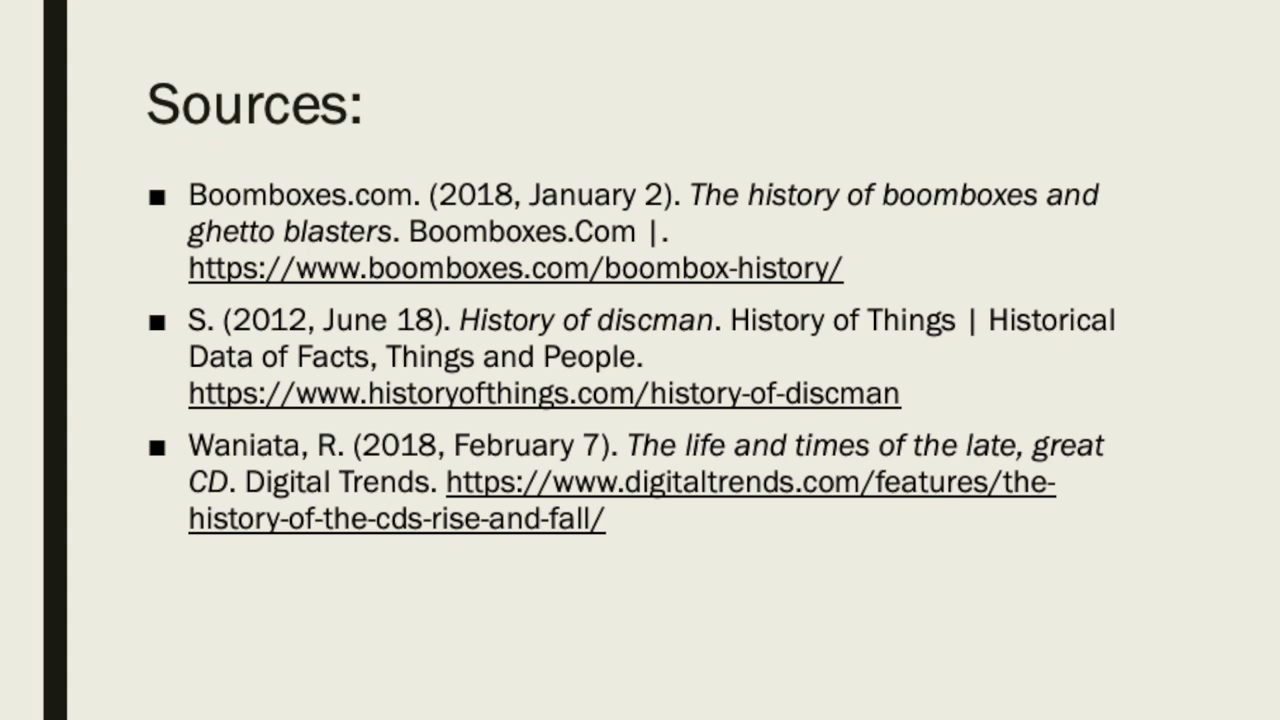 Sources:
■ Boomboxes.com. (2018, January 2). The history of boomboxes and
ghetto blasters. Boomboxes.Com |.
https://www.boomboxes.com/boombox-history/
■ S. (2012, June 18). History of discman. History of Things | Historical
Data of Facts, Things and People.
https://www.historyofthings.com/history-of-discman
■ Waniata, R. (2018, February 7). The life and times of the late, great
CD. Digital Trends. https://www.digitaltrends.com/features/the-
history-of-the-cds-rise-and-fall/